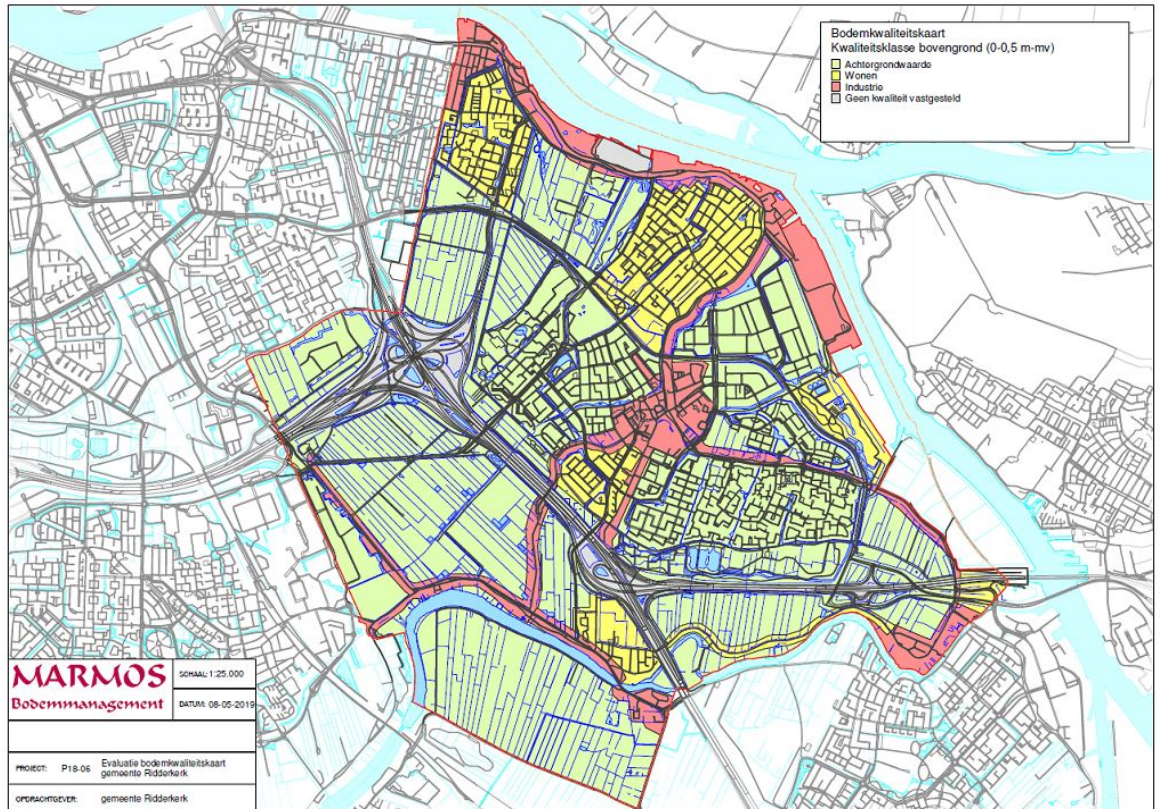 Bodemkwaliteitskaart
Kwaliteitsklasse bovengrond (0-0,5 m-mv)
Achtergrondwaarde
Wonen
Industrie
Geen kwaliteit vastgesteld
MARMOS
Bodemmanagement
SCHAAL: 1:25.000
DATUM: 08-05-2019
PROJECT: P18-06 Evaluatie bodemkwaliteitskaart
gemeente Ridderkerk
OPDRACHTGEVER: gemeente Ridderkerk